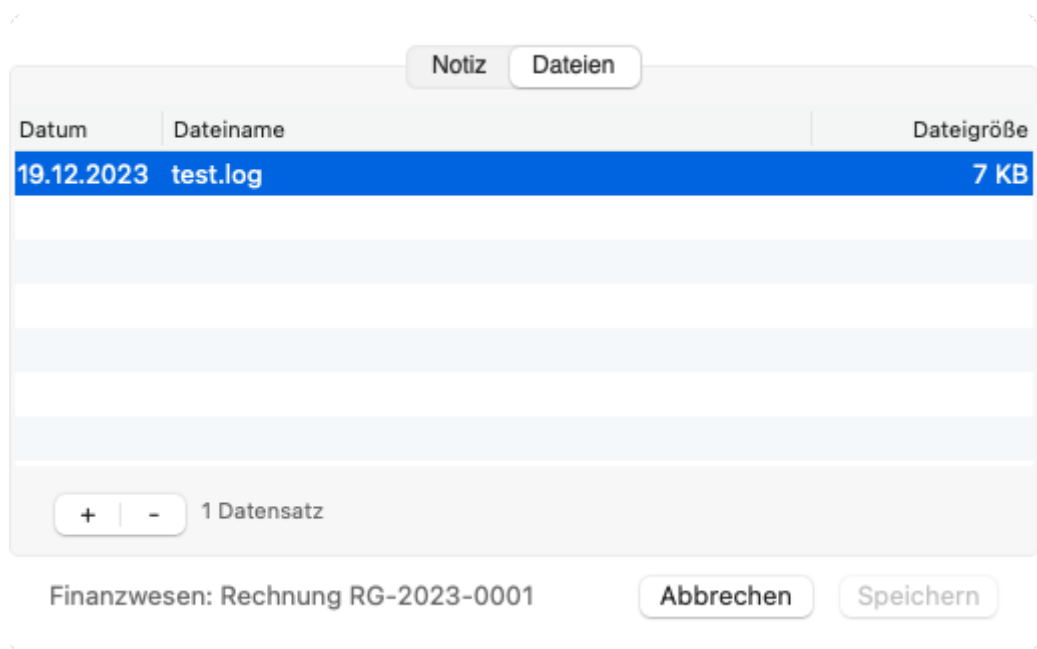 Notiz Dateien
Datum Dateiname Dateigröße
19.12.2023 test.log 7 KB
+ - 1 Datensatz
Finanzwesen: Rechnung RG-2023-0001 Abbrechen Speichern